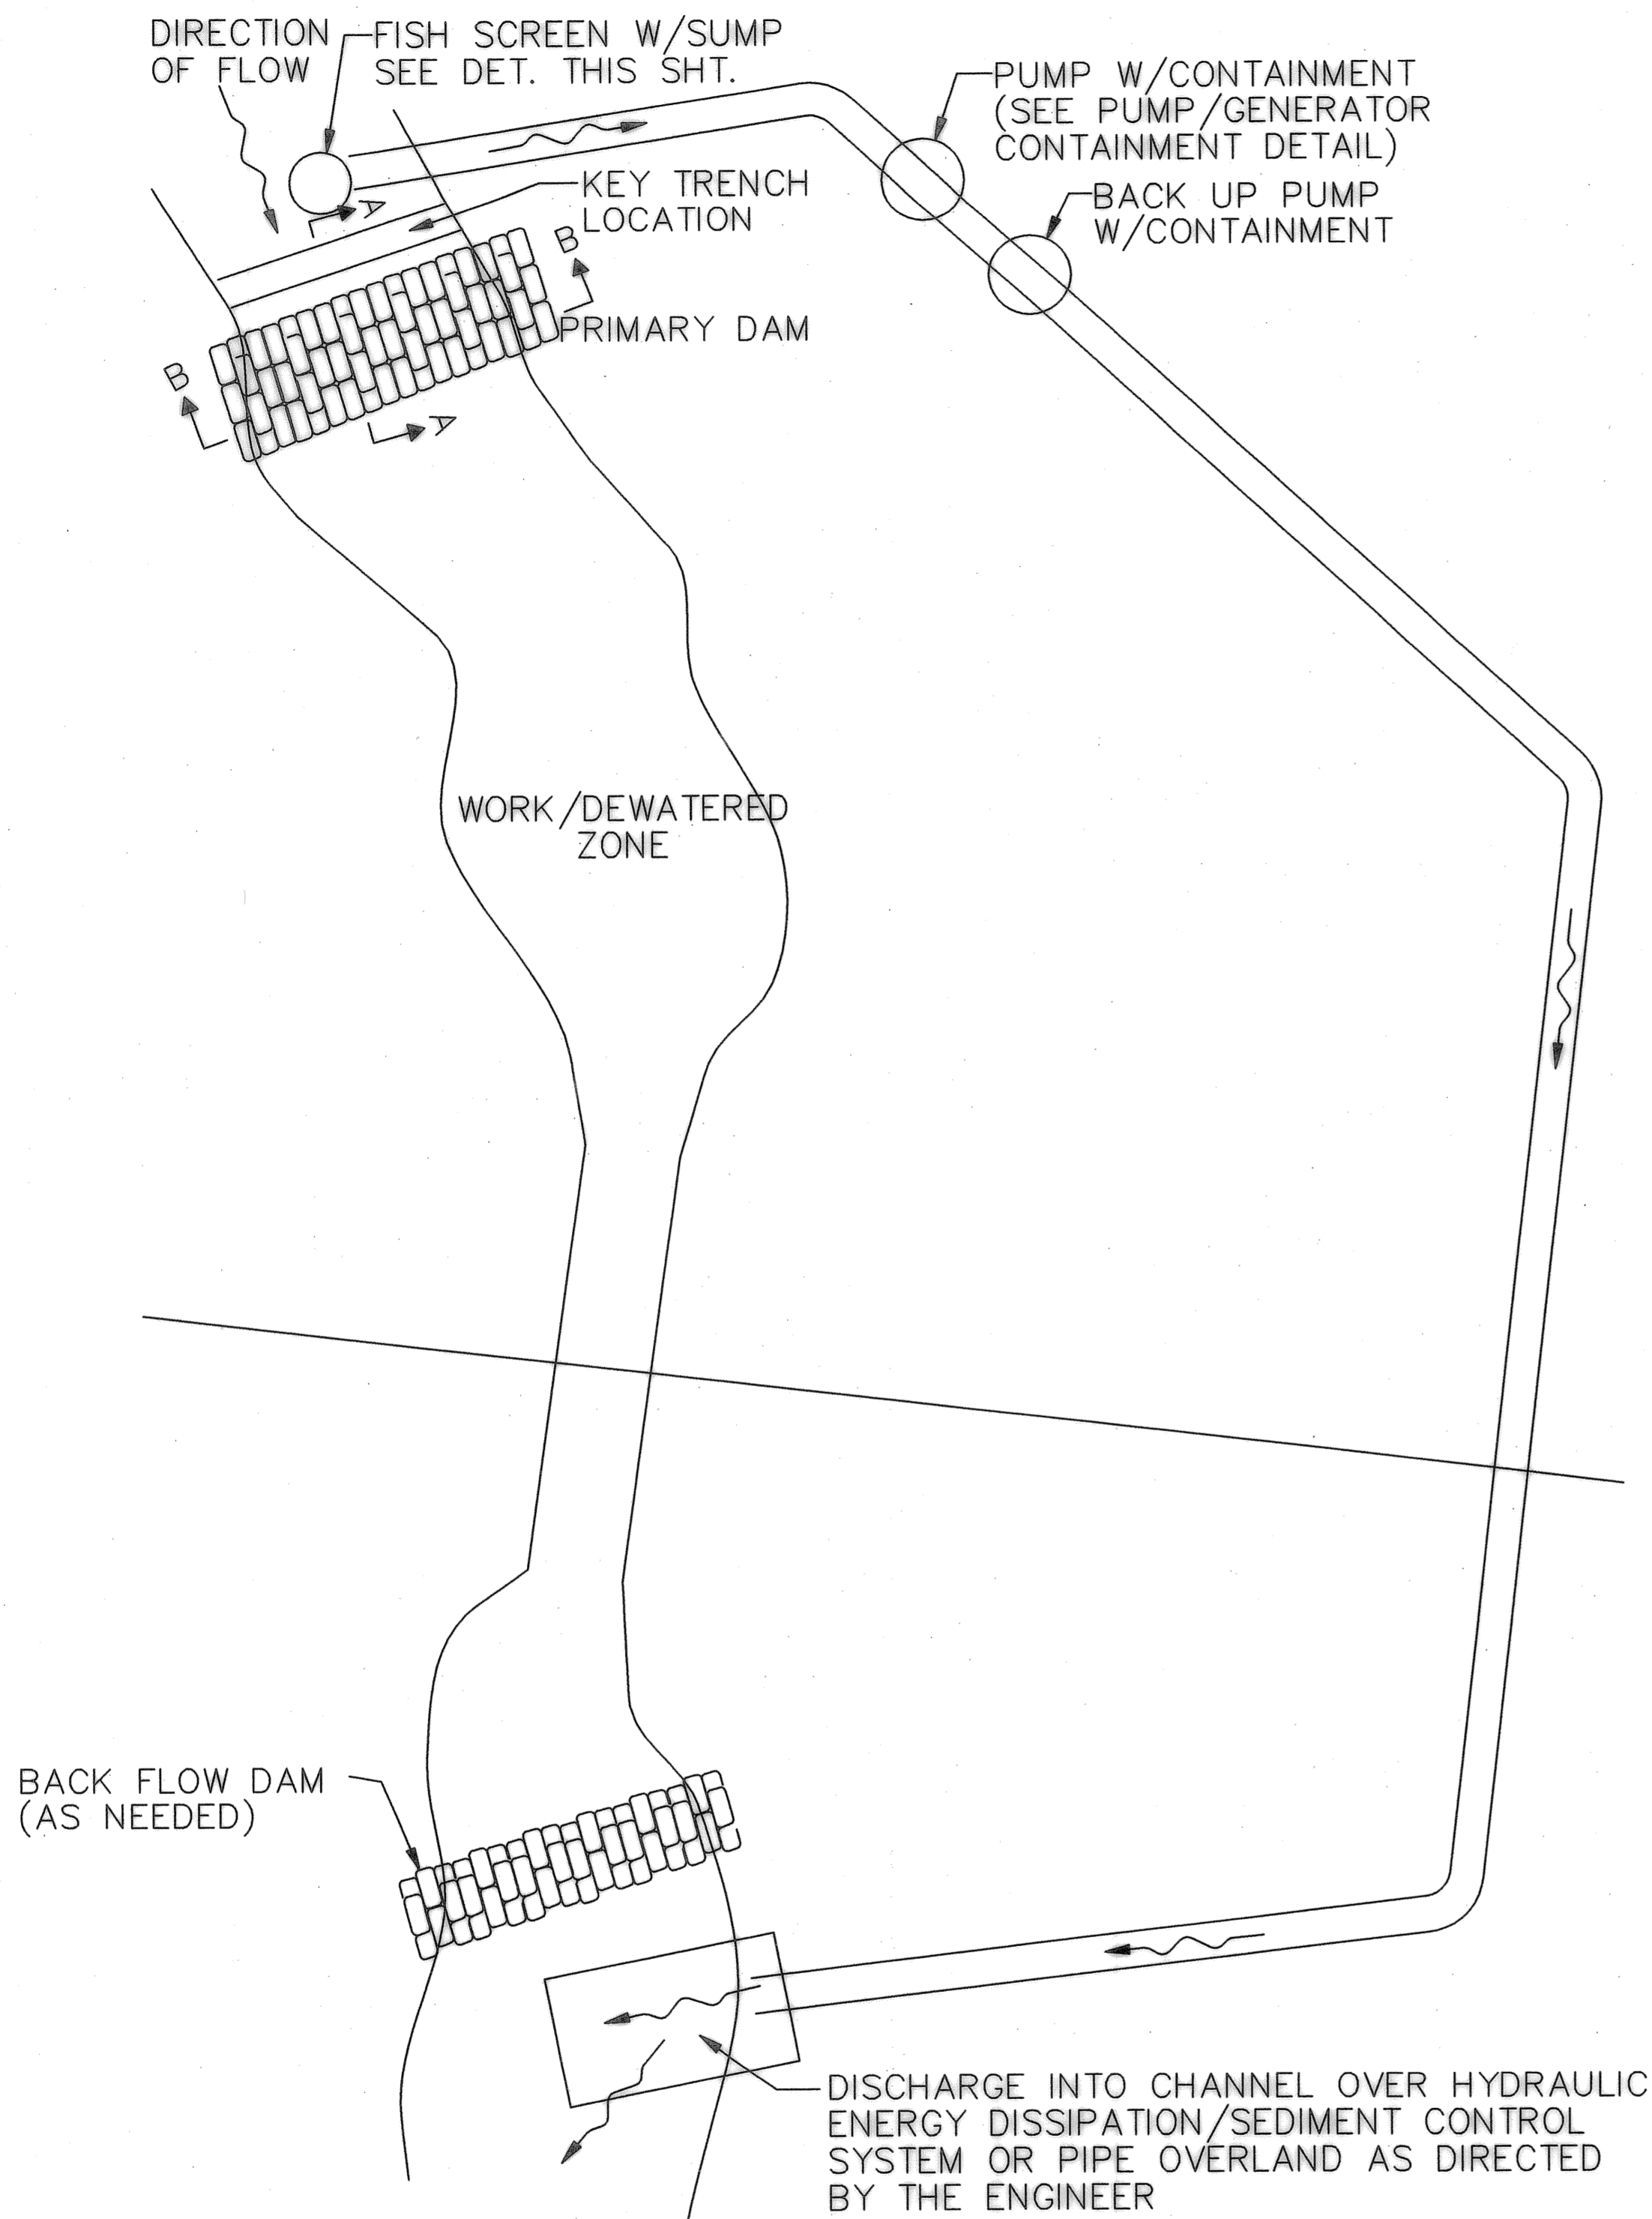 DIRECTION
OF FLOW
FISH SCREEN W/SUMP
SEE DET. THIS SHT.
PUMP W/CONTAINMENT
(SEE PUMP/GENERATOR
CONTAINMENT DETAIL)
BACK UP PUMP
W/CONTAINMENT
KEY TRENCH
LOCATION
A
B
PRIMARY DAM
B
A
WORK/DEWATERED
ZONE
BACK FLOW DAM
(AS NEEDED)
DISCHARGE INTO CHANNEL OVER HYDRAULIC
ENERGY DISSIPATION/SEDIMENT CONTROL
SYSTEM OR PIPE OVERLAND AS DIRECTED
BY THE ENGINEER